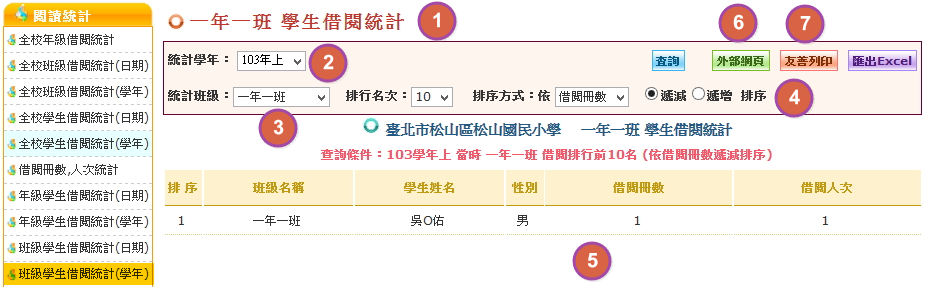 閱讀統計
全校年級借閱統計
全校班級借閱統計(日期)
全校班級借閱統計(學年)
全校學生借閱統計(日期)
全校學生借閱統計(學年)
借閱冊數,人次統計
年級學生借閱統計(日期)
年級學生借閱統計(學年)
班級學生借閱統計(日期)
班級學生借閱統計(學年)
一年一班 學生借閱統計 1
6 7
統計學年： 103年上 2 查詢 外部網頁 友善列印 匯出Excel
統計班級： 一年一班 排行名次： 10 排序方式：依 借閱冊數 遞減 遞增 排序 4
3
臺北市松山區松山國民小學 一年一班 學生借閱統計
查詢條件：103學年上 當時 一年一班 借閱排行前10名 (依借閱冊數遞減排序)
排 序 班級名稱 學生姓名 性別 借閱冊數 借閱人次
1 一年一班 吳O佑 男 1 1
5